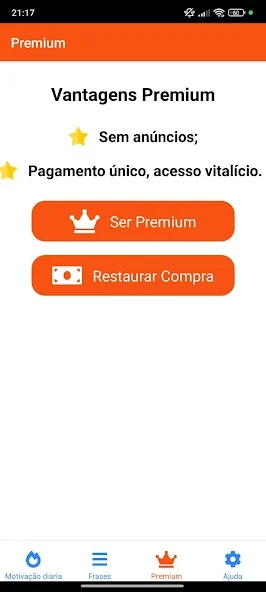 21:17
60
Premium
Vantagens Premium
Sem anúncios;
Pagamento único, acesso vitalício.
Ser Premium
Restaurar Compra
Motivação diaria
Frases
Premium
Ajuda